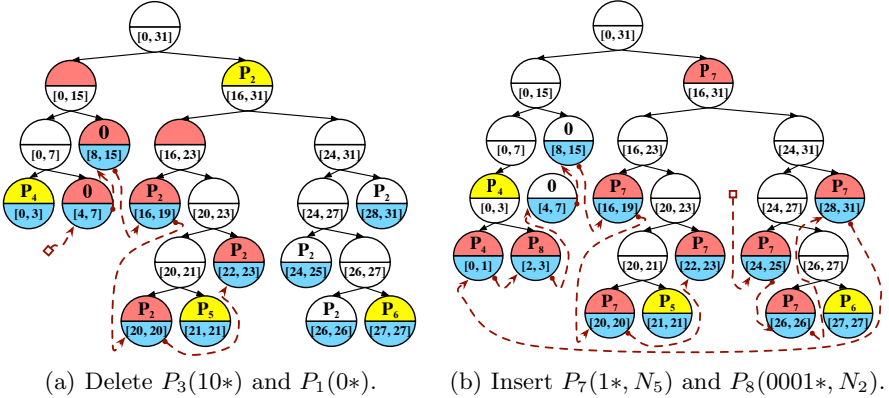 [0, 31]
P2
[0, 15]
[16, 31]
0
[0, 7]
[8, 15]
[16, 23]
[24, 31]
P4
0
P2
P2
[0, 3]
[4, 7]
[16, 19]
[20, 23]
[24, 27]
[28, 31]
P2
P2
[20, 21]
[22, 23]
[24, 25]
[26, 27]
P2
P5
P2
P6
[20, 20]
[21, 21]
[26, 26]
[27, 27]
(a) Delete P3(10*) and P1(0*).
[0, 31]
P7
[0, 15]
[16, 31]
0
[0, 7]
[8, 15]
[16, 23]
[24, 31]
P4
0
P7
P7
[0, 3]
[4, 7]
[16, 19]
[20, 23]
[24, 27]
[28, 31]
P4
P8
P7
P7
[0, 1]
[2, 3]
[20, 21]
[22, 23]
[24, 25]
[26, 27]
P7
P5
P7
P6
[20, 20]
[21, 21]
[26, 26]
[27, 27]
(b) Insert P7(1*, N5) and P8(0001*, N2).